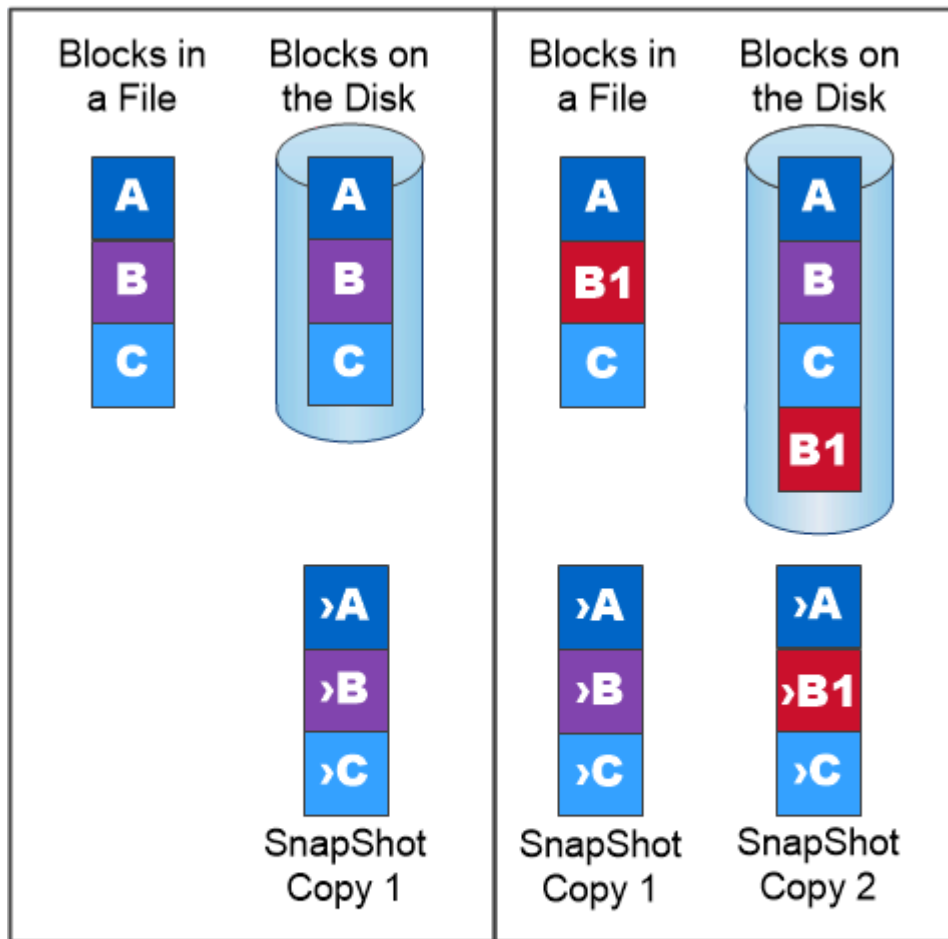 Blocks in
a File
Blocks on
the Disk
A
B
C
A
B
C
›A
›B
›C
SnapShot
Copy 1
Blocks in
a File
Blocks on
the Disk
A
B1
C
A
B
C
B1
›A
›B
›C
SnapShot
Copy 1
›A
›B1
›C
SnapShot
Copy 2